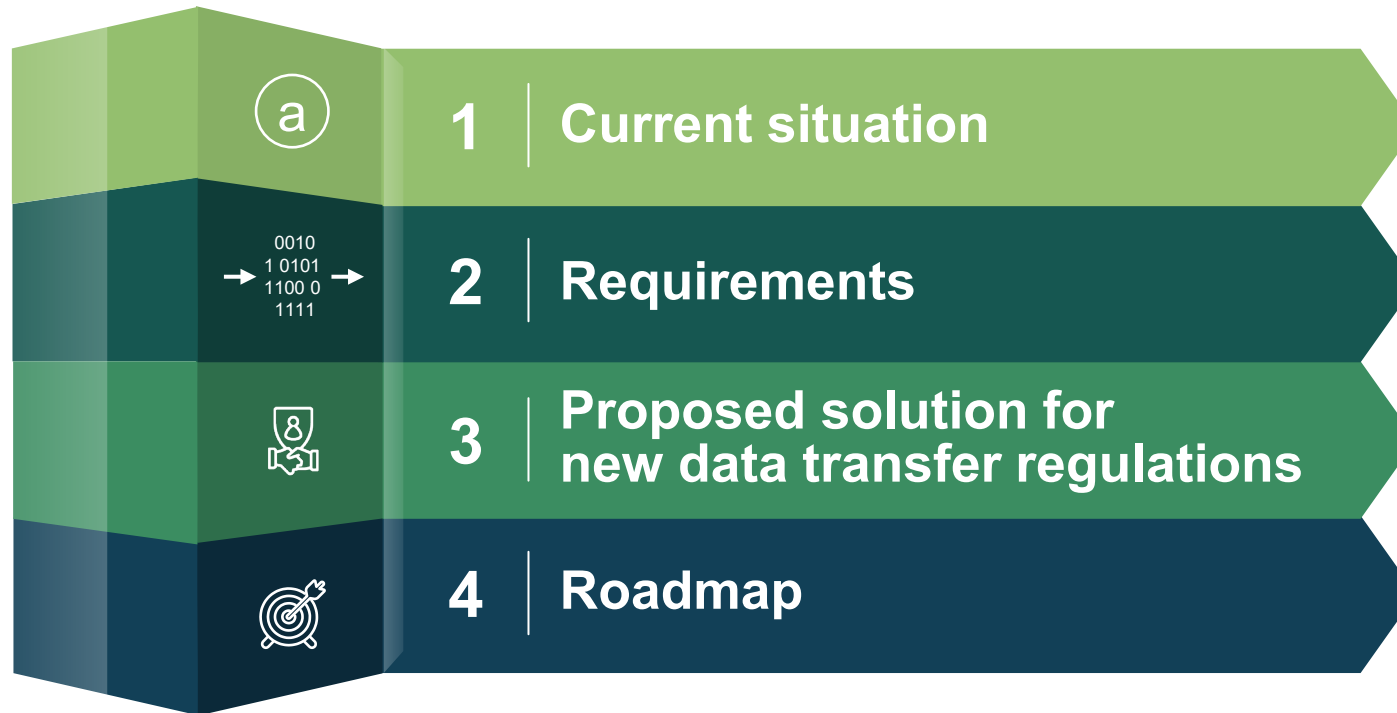 a
1
Current situation
0010
1 0101
1100 0
1111
2
Requirements
3
Proposed solution for
new data transfer regulations
4
Roadmap